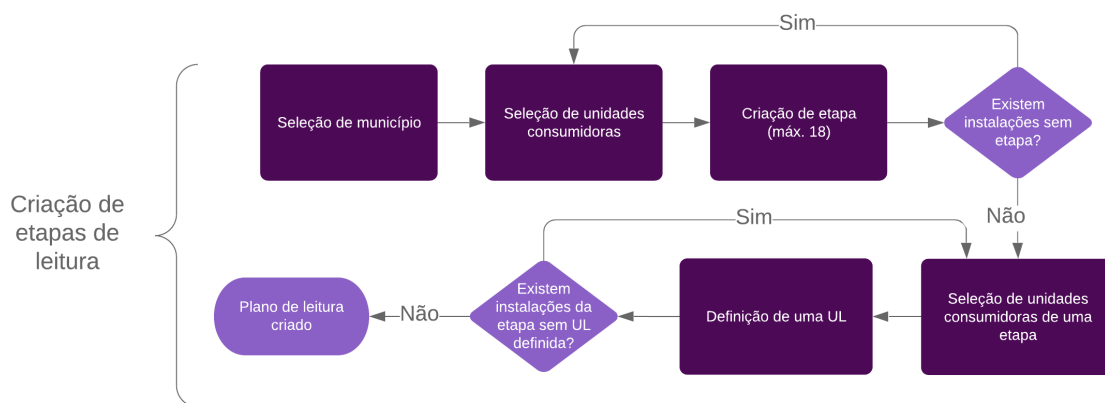 Criação de
etapas de
leitura
Sim
Seleção de município
Seleção de unidades
consumidoras
Criação de etapa
(máx. 18)
Existem
instalações sem
etapa?
Não
Sim
Seleção de unidades
consumidoras de uma
etapa
Definição de uma UL
Existem
instalações da
etapa sem UL
definida?
Não
Plano de leitura
criado